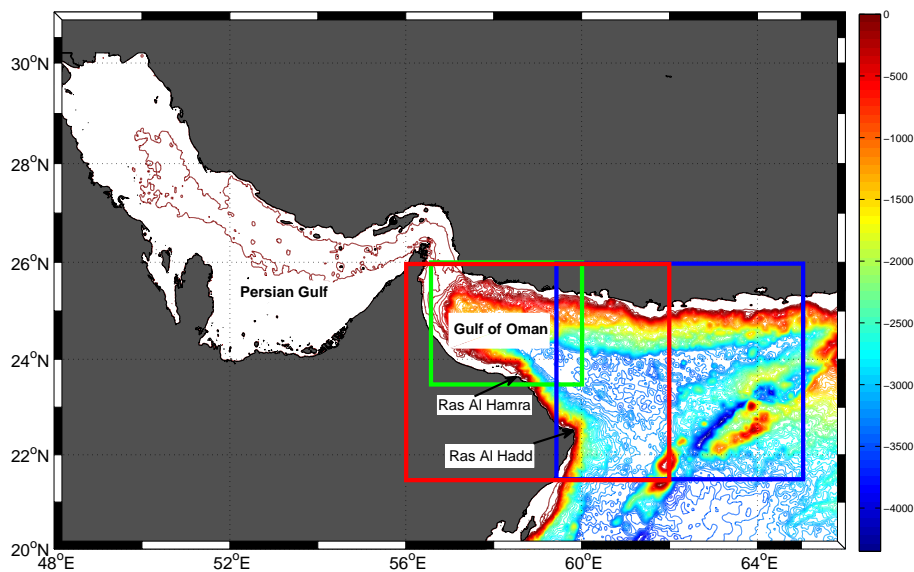 30°N
28°N
26°N
24°N
22°N
20°N
48°E
52°E
56°E
60°E
64°E
Persian Gulf
Gulf of Oman
Ras Al Hamra
Ras Al Hadd
0
−500
−1000
−1500
−2000
−2500
−3000
−3500
−4000